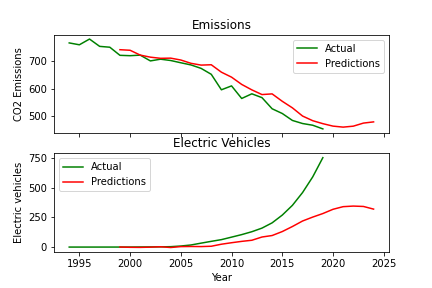 Emissions
CO2 Emissions
700
600
500
Actual
Predictions
Electric Vehicles
Electric vehicles
750
500
250
0
Actual
Predictions
1995 2000 2005 2010 2015 2020 2025
Year